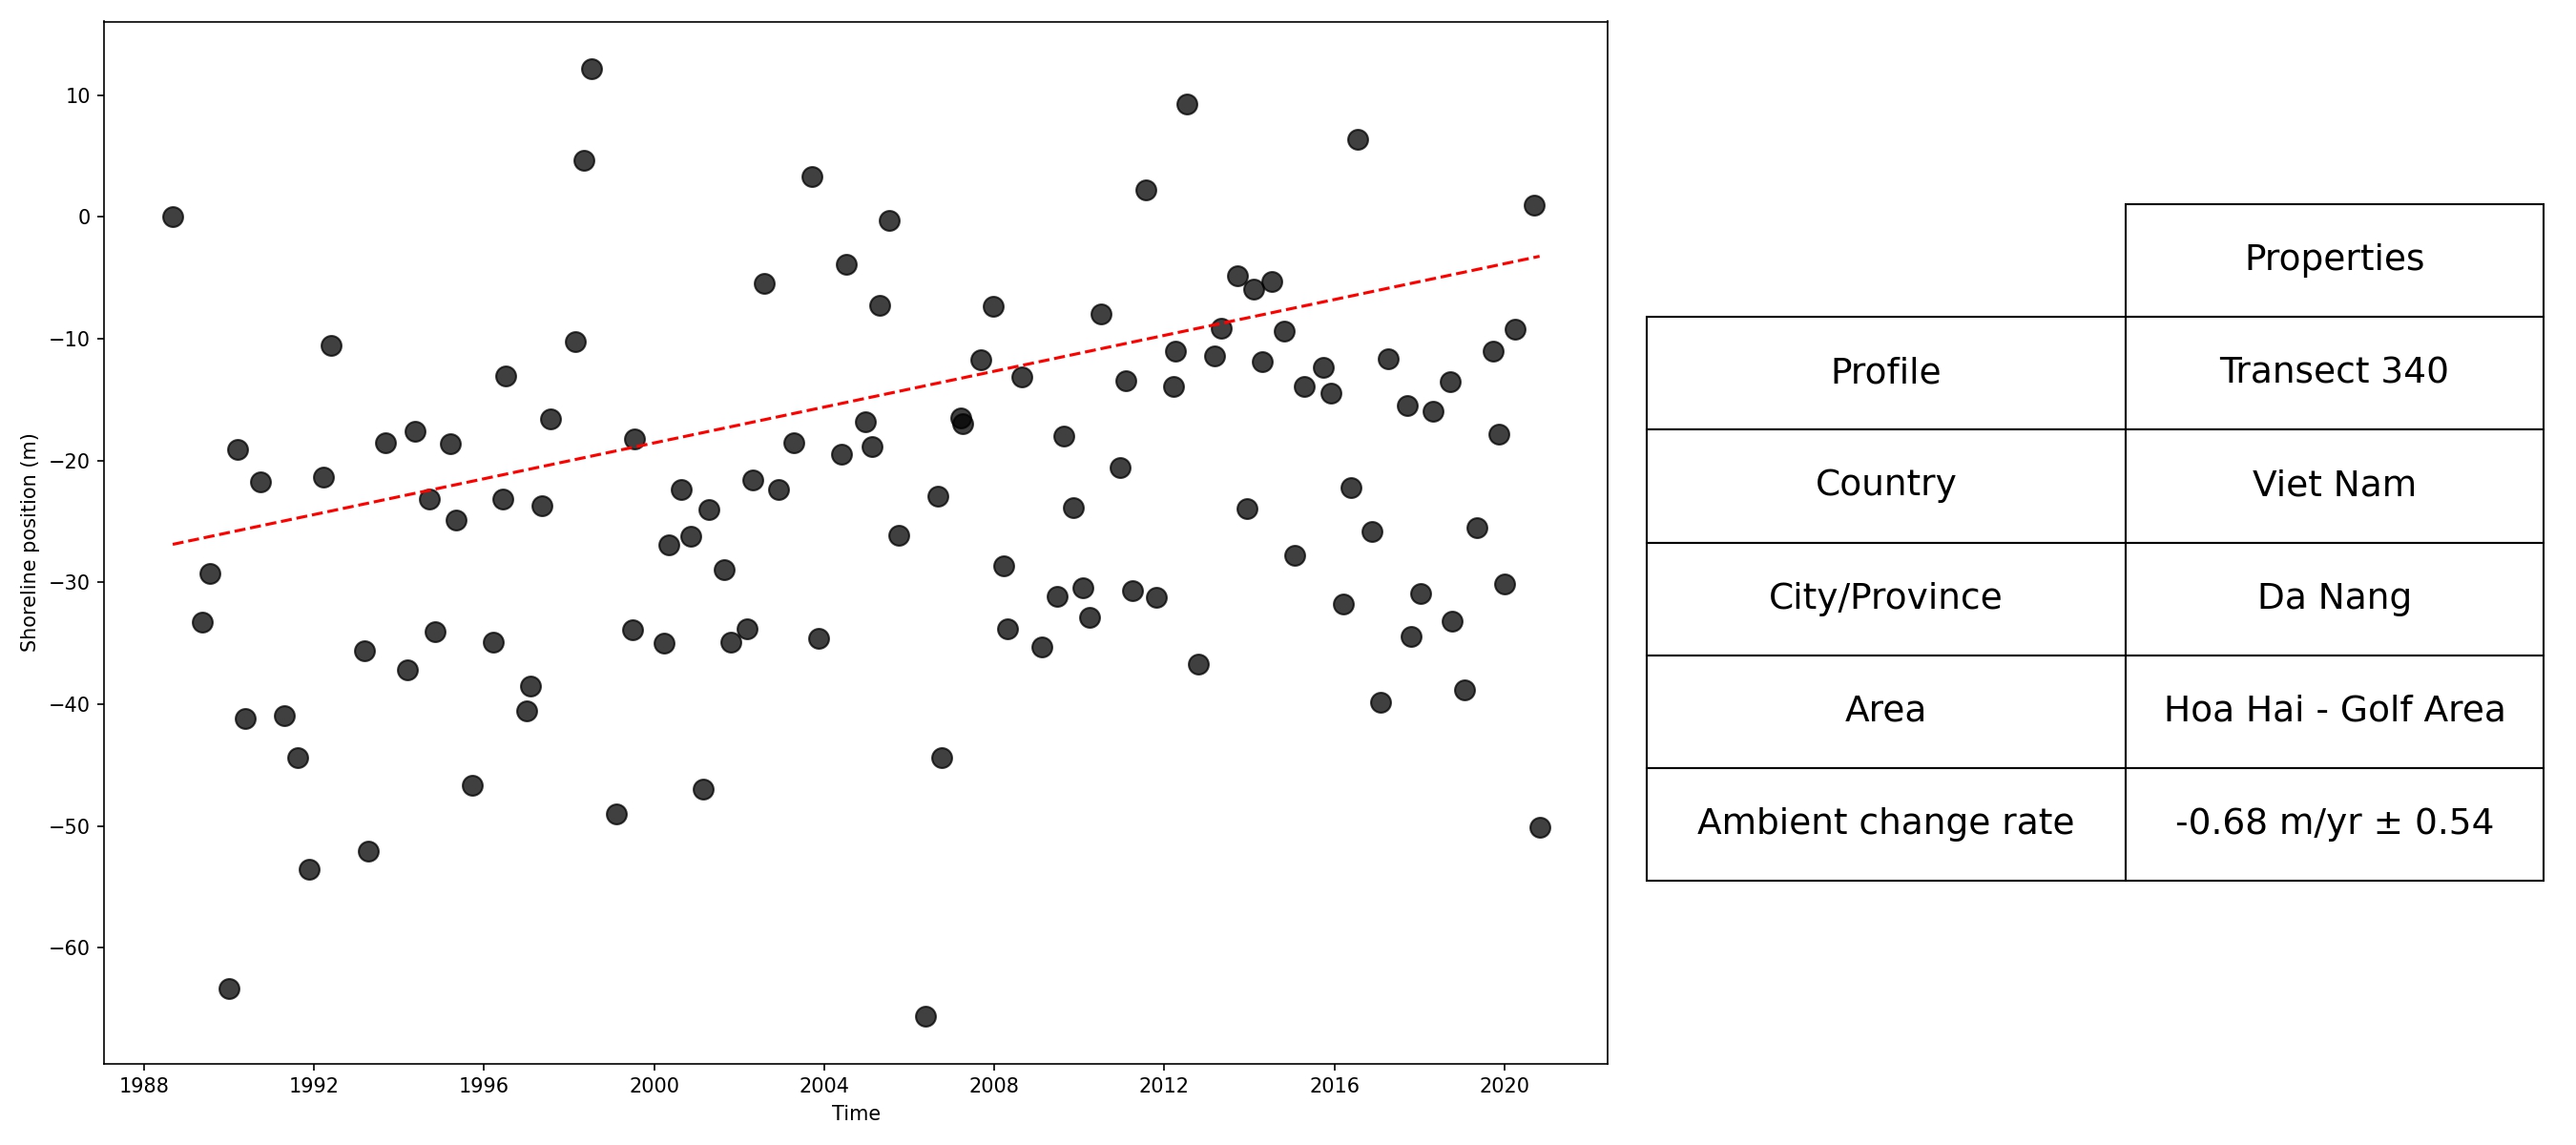 10
0
−10
−20
−30
−40
−50
−60
Shoreline position (m)
1988 1992 1996 2000 2004 2008 2012 2016 2020
Time
Properties
Profile Transect 340
Country Viet Nam
City/Province Da Nang
Area Hoa Hai - Golf Area
Ambient change rate -0.68 m/yr ± 0.54